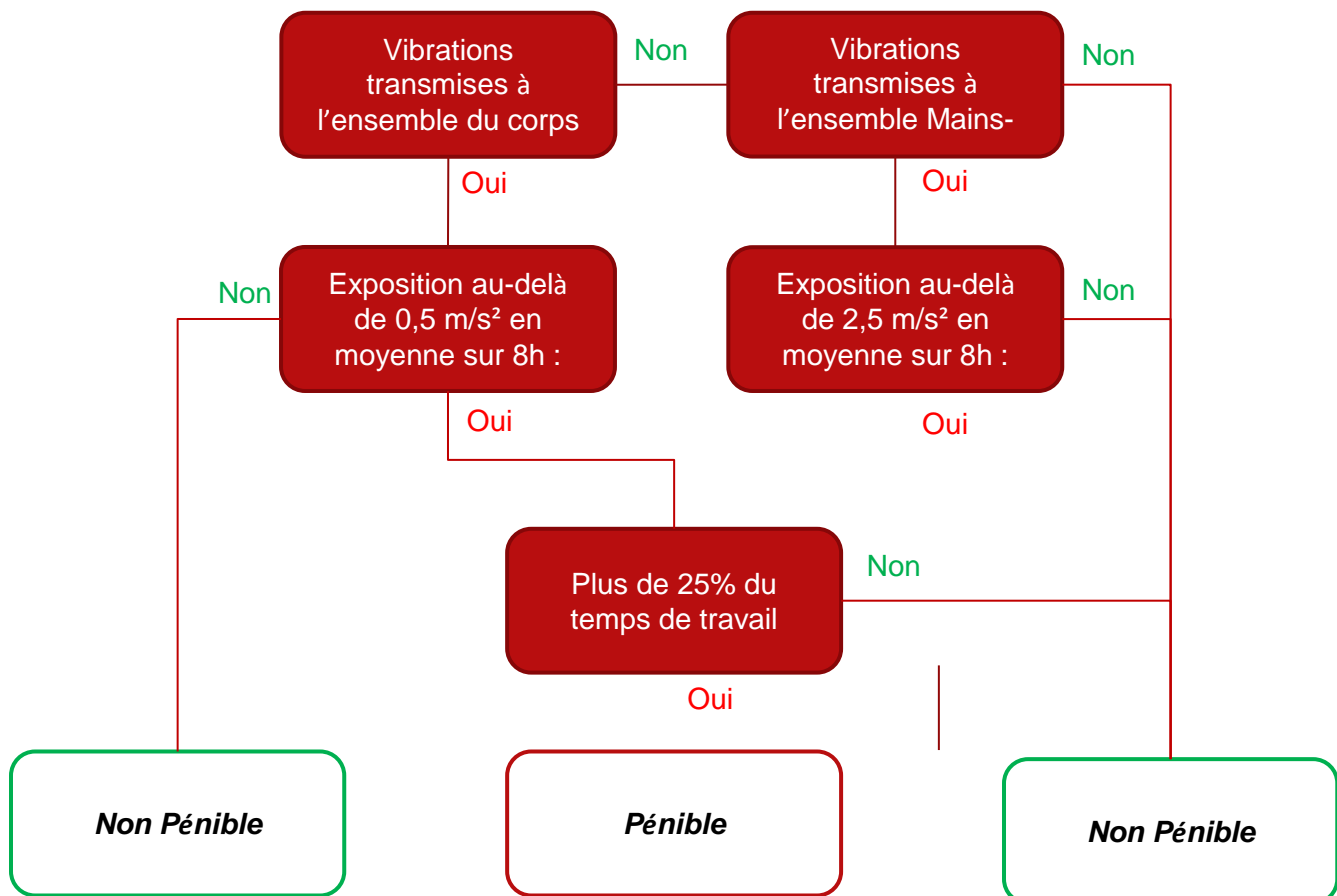 Vibrations
transmises à
l'ensemble du corps
Non
Vibrations
transmises à
l'ensemble Mains-
Non
Oui
Oui
Non
Exposition au-delà
de 0,5 m/s² en
moyenne sur 8h :
Exposition au-delà
de 2,5 m/s² en
moyenne sur 8h :
Non
Oui
Oui
Plus de 25% du
temps de travail
Non
Oui
Non Pénible
Pénible
Non Pénible